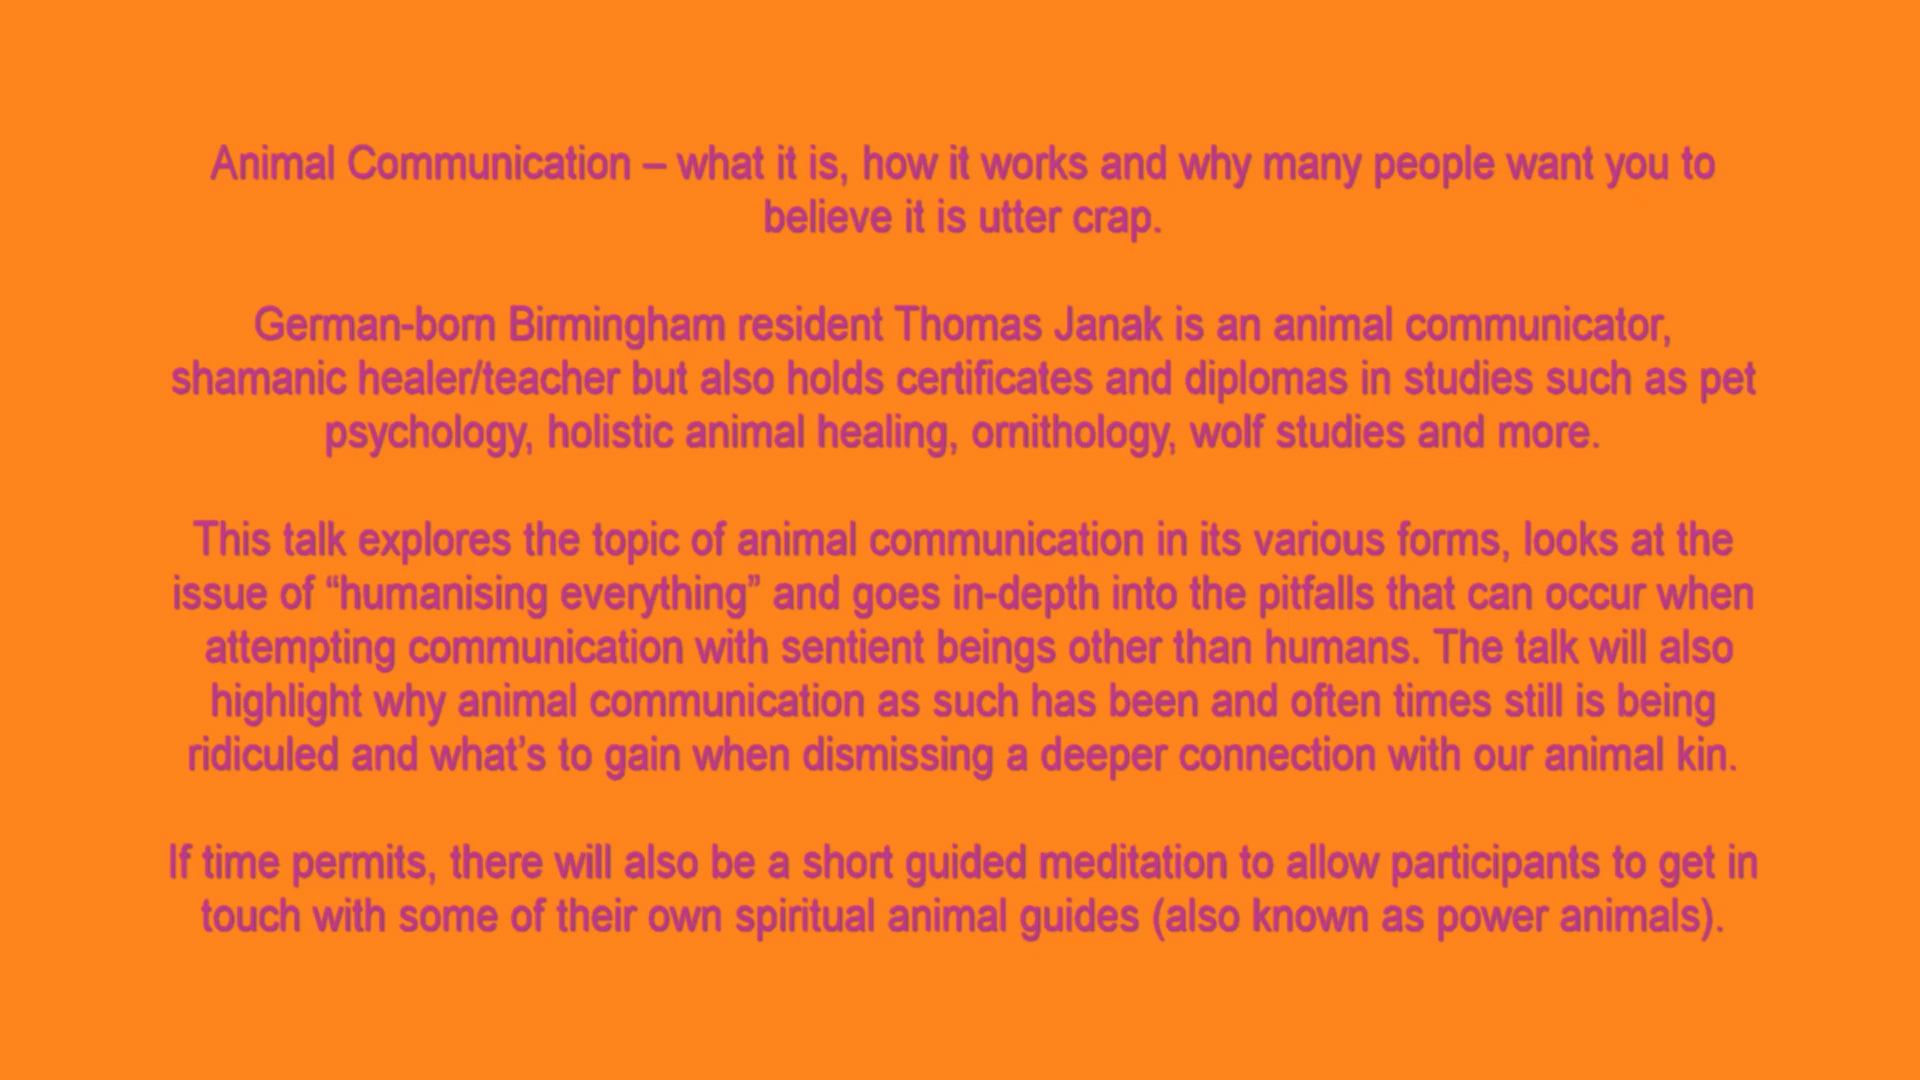 Animal Communication – what it is, how it works and why many people want you to
believe it is utter crap.
German-born Birmingham resident Thomas Janak is an animal communicator,
shamanic healer/teacher but also holds certificates and diplomas in studies such as pet
psychology, holistic animal healing, ornithology, wolf studies and more.
This talk explores the topic of animal communication in its various forms, looks at the
issue of “humanising everything” and goes in-depth into the pitfalls that can occur when
attempting communication with sentient beings other than humans. The talk will also
highlight why animal communication as such has been and often times still is being
ridiculed and what’s to gain when dismissing a deeper connection with our animal kin.
If time permits, there will also be a short guided meditation to allow participants to get in
touch with some of their own spiritual animal guides (also known as power animals).